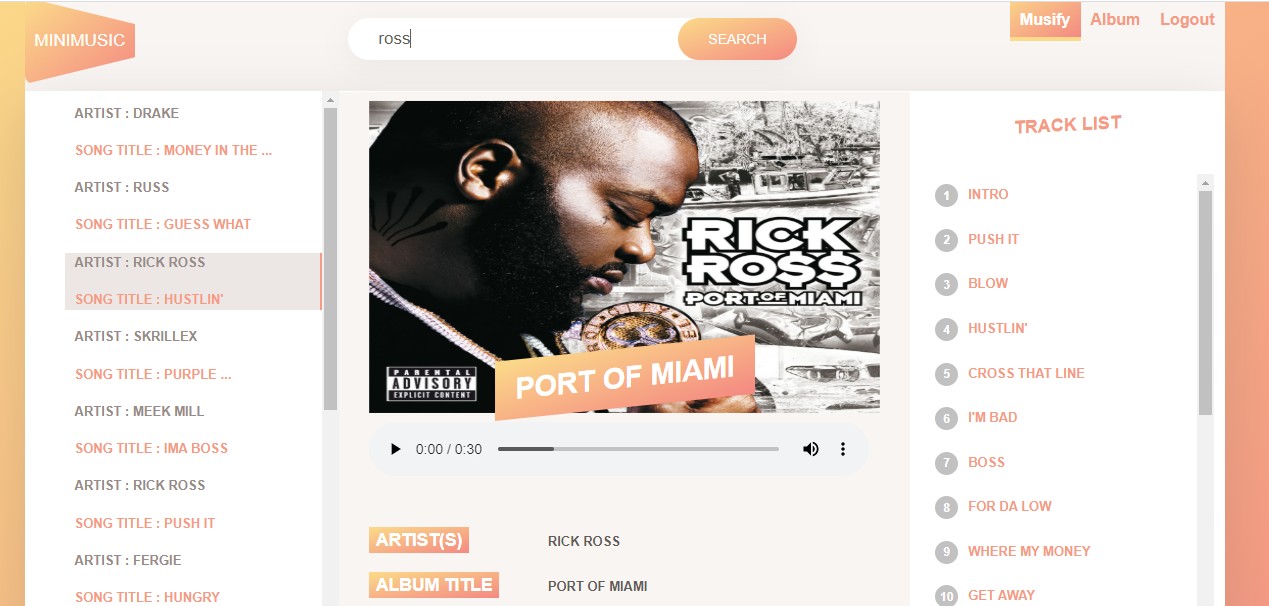 MINIMUSIC
ross
SEARCH
Musify
Album
Logout
ARTIST : DRAKE
SONG TITLE : MONEY IN THE ...
ARTIST : RUSS
SONG TITLE : GUESS WHAT
ARTIST : RICK ROSS
SONG TITLE : HUSTLIN'
ARTIST : SKRILLEX
SONG TITLE : PURPLE ...
ARTIST : MEEK MILL
SONG TITLE : IMA BOSS
ARTIST : RICK ROSS
SONG TITLE : PUSH IT
ARTIST : FERGIE
SONG TITLE : HUNGRY
RICK
RO$$
PORT OF MIAMI
PARENTAL
ADVISORY
EXPLICIT CONTENT
PORT OF MIAMI
0:00 / 0:30
ARTIST(S)
RICK ROSS
ALBUM TITLE
PORT OF MIAMI
TRACK LIST
1 INTRO
2 PUSH IT
3 BLOW
4 HUSTLIN'
5 CROSS THAT LINE
6 I'M BAD
7 BOSS
8 FOR DA LOW
9 WHERE MY MONEY
10 GET AWAY